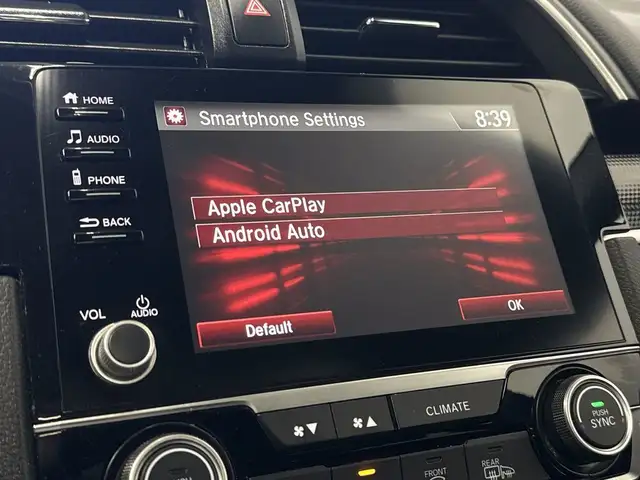 HOME
AUDIO
PHONE
BACK
VOL
AUDIO
Smartphone Settings
8:39
Apple CarPlay
Android Auto
Default
OK
CLIMATE
PUSH
SYNC
FRONT
REAR